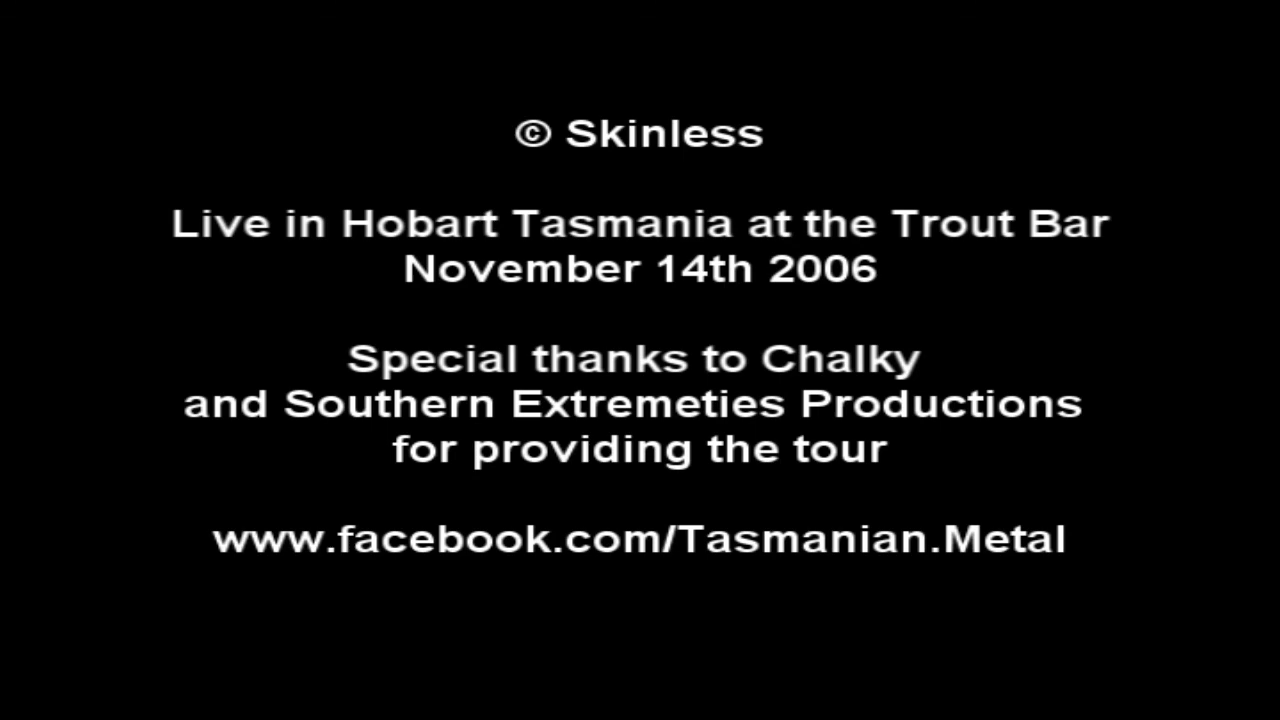 © Skinless
Live in Hobart Tasmania at the Trout Bar
November 14th 2006
Special thanks to Chalky
and Southern Extremeties Productions
for providing the tour
www.facebook.com/Tasmanian.Metal